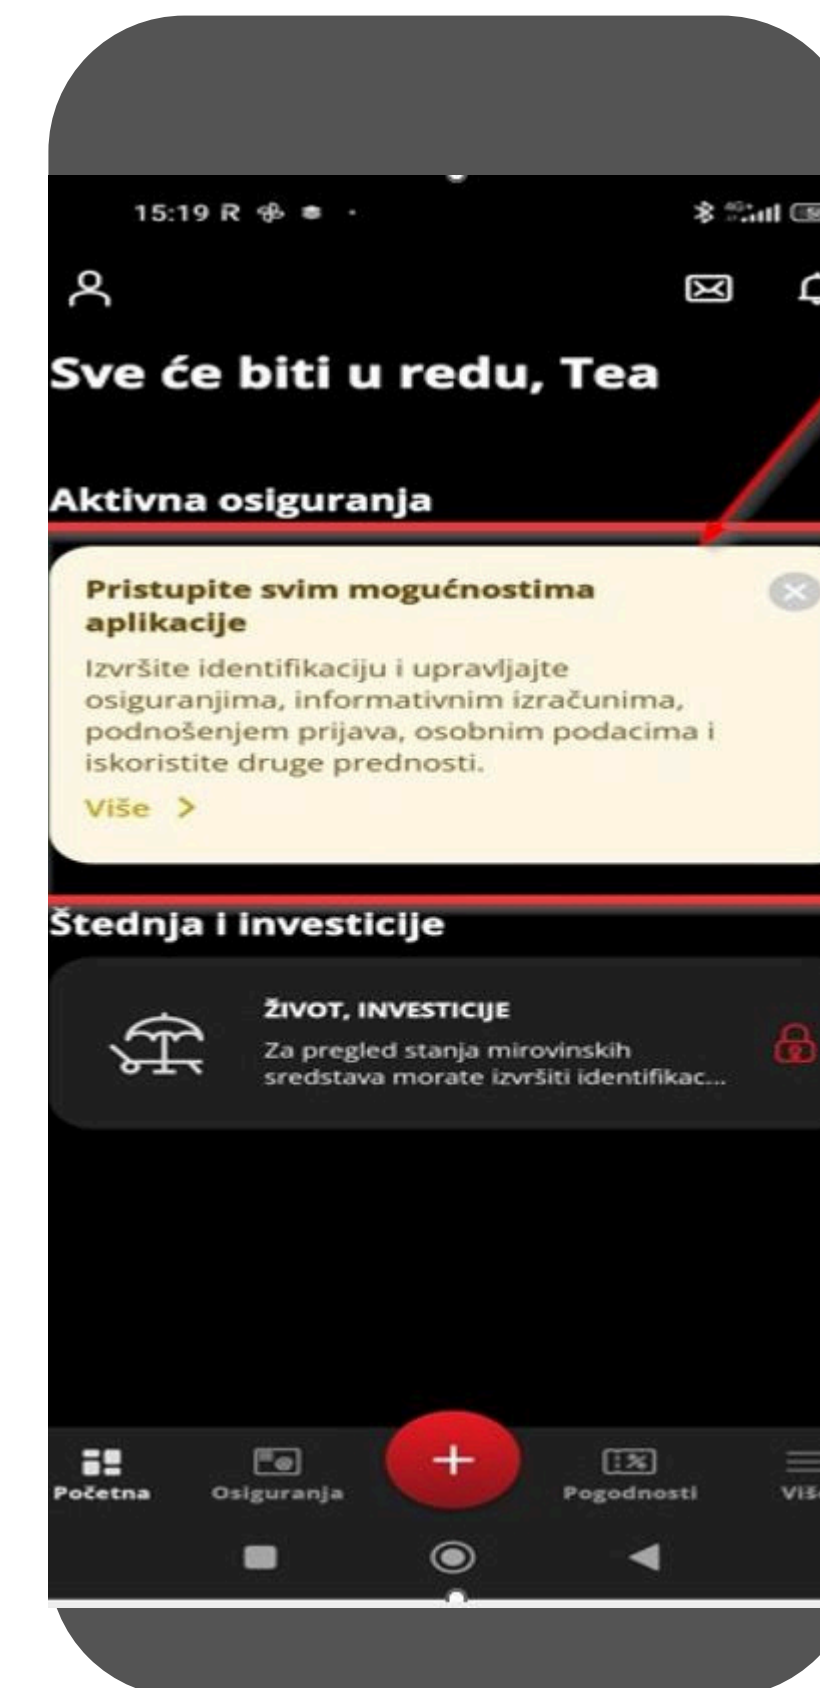 15:19 R
Sve će biti u redu, Tea
Aktivna osiguranja
Pristupite svim mogućnostima
aplikacije
Izvršite identifikaciju i upravljajte
osiguranjima, informativnim izračunima,
podnošenjem prijava, osobnim podacima i
iskoristite druge prednosti.
Više
Štednja i investicije
ŽIVOT, INVESTICIJE
Za pregled stanja mirovinskih
sredstava morate izvršiti identifikac...
Početna
Osiguranja
Pogodnosti